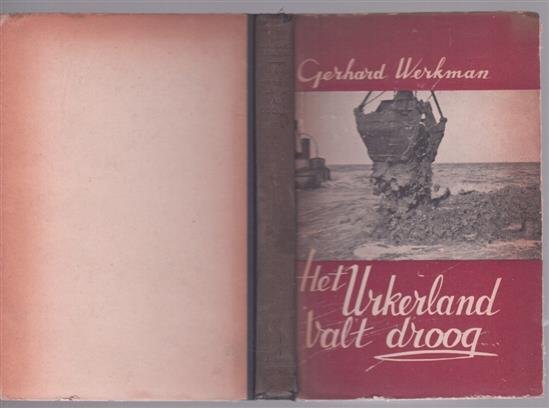 Gerhard Werkman
Het Urkerland
valt droog